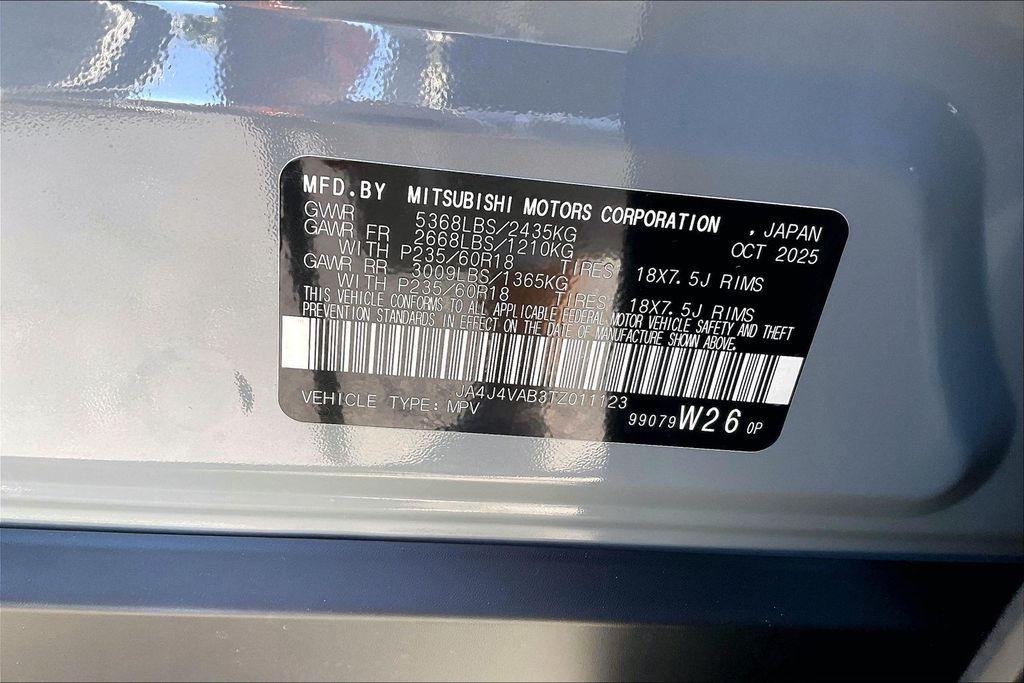 MFD.BY MITSUBISHI MOTORS CORPORATION , JAPAN
GVWR 5368LBS/2435KG OCT 2025
GAWR FR 2668LBS/1210KG
WITH P235/60R18 TIRES 18X7.5J RIMS
GAWR RR 3009LBS/1365KG
WITH P235/60R18 TIRES 18X7.5J RIMS
THIS VEHICLE CONFORMS TO ALL APPLICABLE FEDERAL MOTOR VEHICLE SAFETY AND THEFT
PREVENTION STANDARDS IN EFFECT ON THE DATE OF MANUFACTURE SHOWN ABOVE.
JA4J4VAB3TZ011123
VEHICLE TYPE: MPV 99079 W26 0P